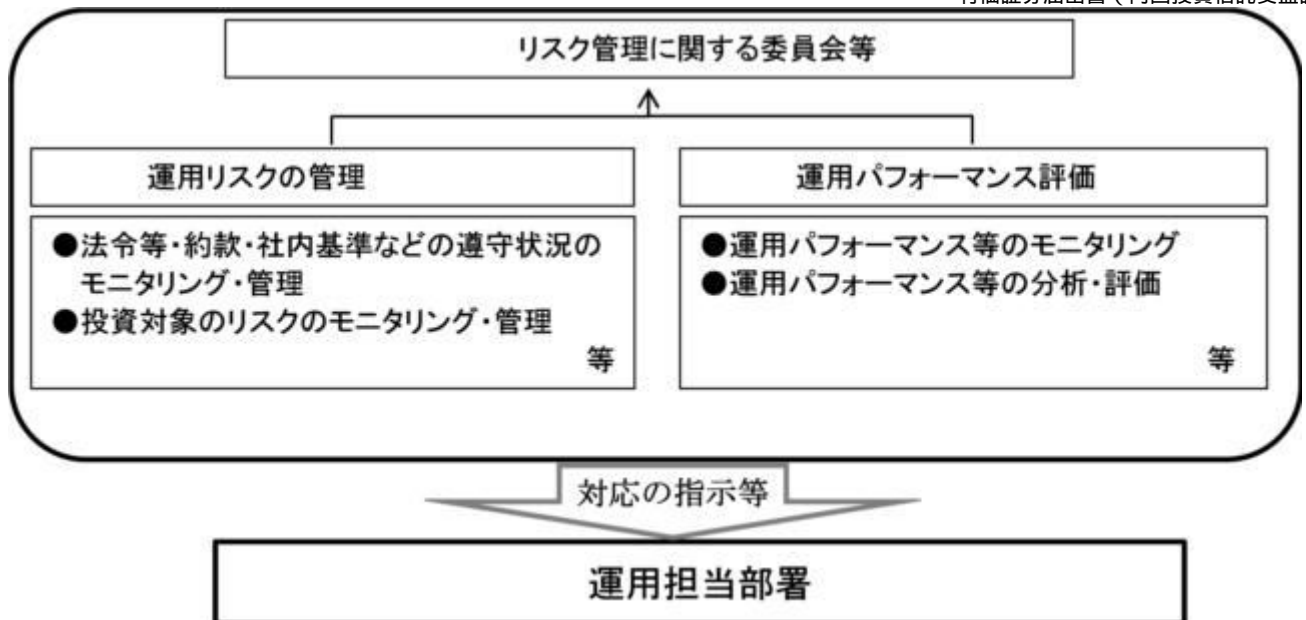 リスク管理に関する委員会等
運用リスクの管理
運用パフォーマンス評価
●法令等・約款・社内基準などの遵守状況の
モニタリング・管理
●投資対象のリスクのモニタリング・管理
等
●運用パフォーマンス等のモニタリング
●運用パフォーマンス等の分析・評価
等
対応の指示等
運用担当部署